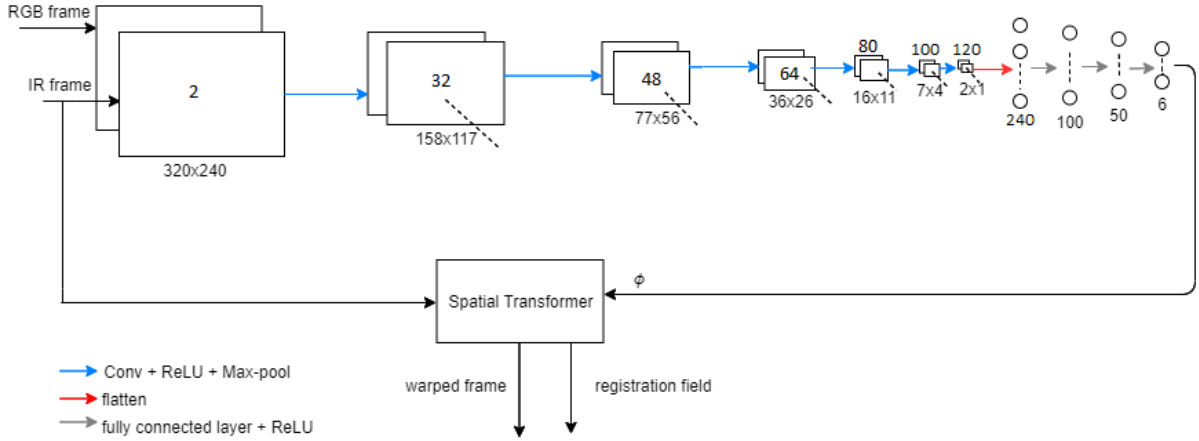 RGB frame
IR frame
2
320x240
32
158x117
48
77x56
64
36x26
80
16x11
100
7x4
120
2x1
240
100
50
6
ϕ
Spatial Transformer
warped frame
registration field
Conv + ReLU + Max-pool
flatten
fully connected layer + ReLU